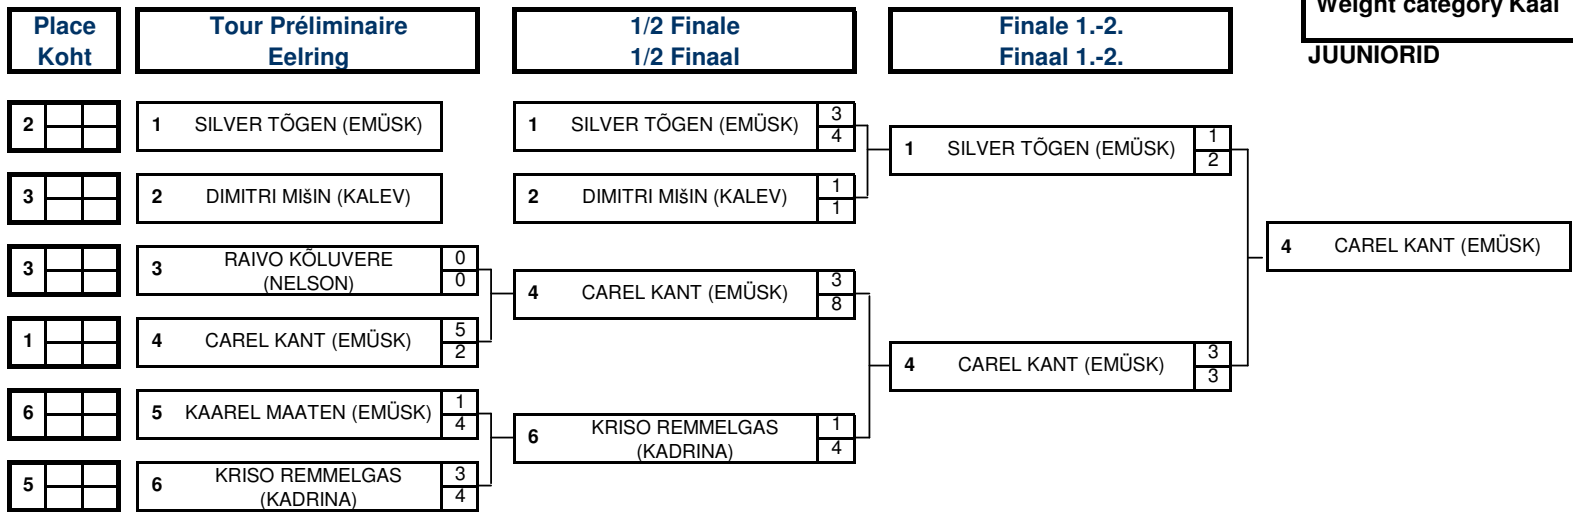 Weight category Kaal
Place
Koht
Tour Préliminaire
Eelring
1/2 Finale
1/2 Finaal
Finale 1.-2.
Finaal 1.-2.
JUUNIORID
2
1 SILVER TÕGEN (EMÜSK)
1 SILVER TÕGEN (EMÜSK) 3
4
1 SILVER TÕGEN (EMÜSK) 1
2
3
2 DIMITRI MIšIN (KALEV)
2 DIMITRI MIšIN (KALEV) 1
1
4 CAREL KANT (EMÜSK)
3
3 RAIVO KÕLUVERE
(NELSON)
0
0
4 CAREL KANT (EMÜSK) 3
8
1
4 CAREL KANT (EMÜSK) 5
2
4 CAREL KANT (EMÜSK) 3
3
6
5 KAAREL MAATEN (EMÜSK) 1
4
6 KRISO REMMELGAS
(KADRINA)
1
4
5
6 KRISO REMMELGAS
(KADRINA)
3
4